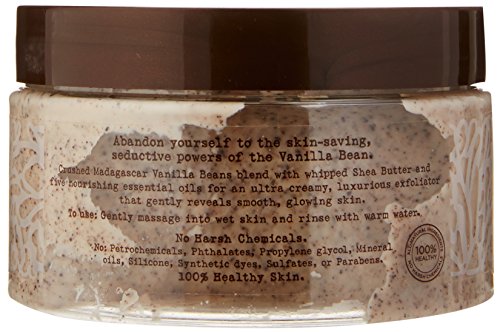 Abandon yourself to the skin-saving,
seductive powers of the Vanilla Bean.
Crushed Madagascar Vanilla Beans blend with whipped Shea Butter and
five nourishing essential oils for an ultra creamy, luxurious exfoliator
that gently reveals smooth, glowing skin.
To use: Gently massage into wet skin and rinse with warm water.
No Harsh Chemicals.
No: Petrochemicals, Phthalates, Propylene glycol, Mineral
oils, Silicone, Synthetic dyes, Sulfates, or Parabens.
100% Healthy Skin.
100%
HEALTHY